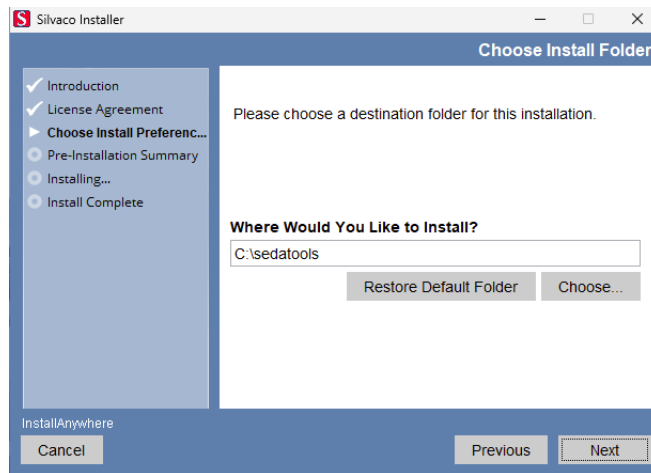 Silvaco Installer
Choose Install Folder
Introduction
License Agreement
Choose Install Preferenc...
Pre-Installation Summary
Installing...
Install Complete
Please choose a destination folder for this installation.
Where Would You Like to Install?
C:\sedatools
Restore Default Folder Choose...
InstallAnywhere
Cancel Previous Next